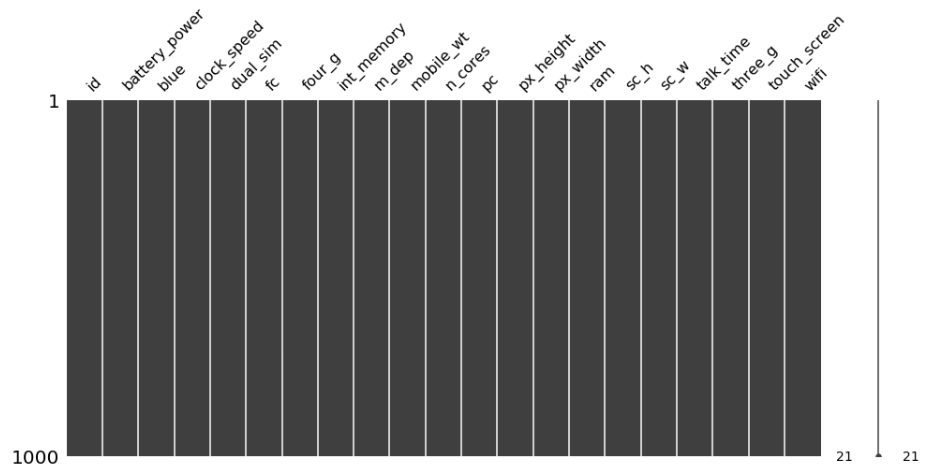 id
battery_power
blue
clock_speed
dual_sim
fc
four_g
int_memory
m_dep
mobile_wt
n_cores
pc
px_height
px_width
ram
sc_h
sc_w
talk_time
three_g
touch_screen
wifi
1
1000
21
21